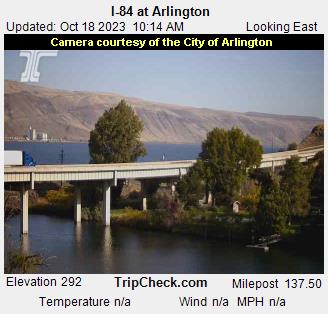 I-84 at Arlington
Updated: Oct 18 2023 10:14 AM Looking East
Camera courtesy of the City of Arlington
Elevation 292 TripCheck.com Milepost 137.50
Temperature n/a Wind n/a MPH n/a